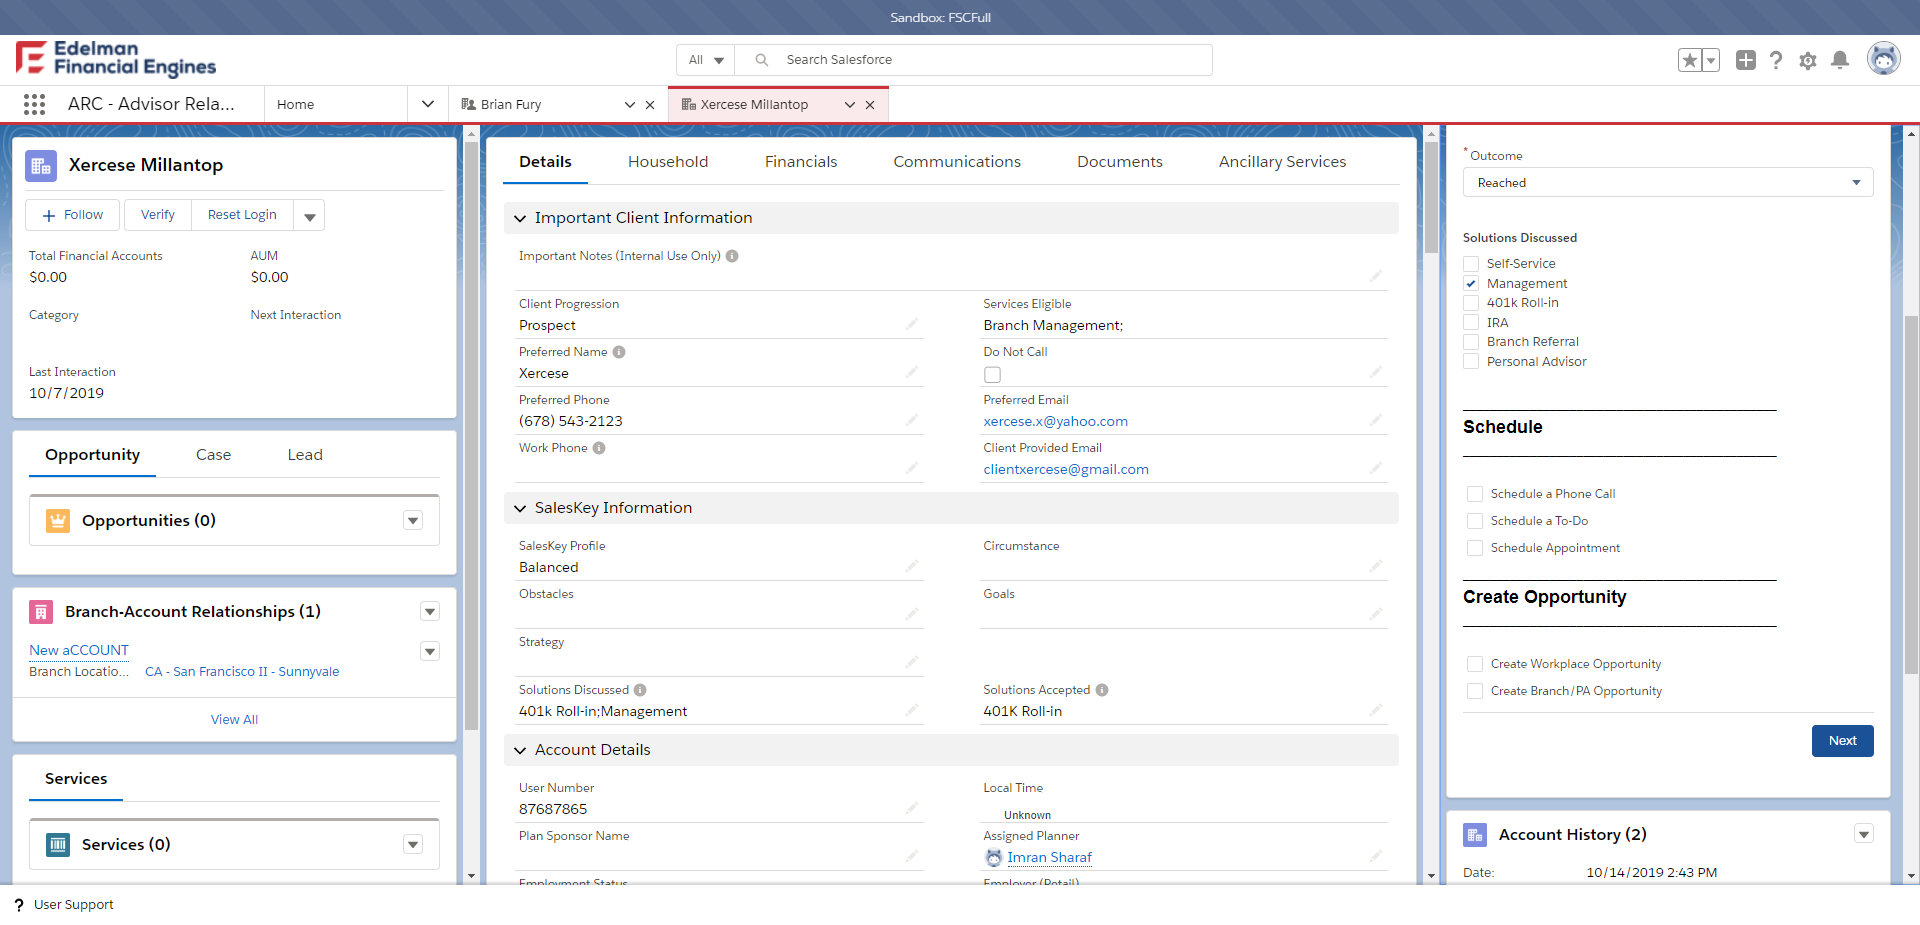 Sandbox: FSCFull
Edelman
Financial Engines
All
Search Salesforce
ARC - Advisor Rela...
Home
Brian Fury
Xercese Millantop
Xercese Millantop
Follow
Verify
Reset Login
Total Financial Accounts
AUM
$0.00
$0.00
Category
Next Interaction
Last Interaction
10/7/2019
Opportunity
Case
Lead
Opportunities (0)
Branch-Account Relationships (1)
New aCCOUNT
Branch Locatio...
CA - San Francisco II - Sunnyvale
View All
Services
Services (0)
Details
Household
Financials
Communications
Documents
Ancillary Services
Important Client Information
Important Notes (Internal Use Only)
Client Progression
Prospect
Services Eligible
Branch Management;
Preferred Name
Xercese
Do Not Call
Preferred Phone
(678) 543-2123
Preferred Email
xercese.x@yahoo.com
Work Phone
Client Provided Email
clientxercese@gmail.com
SalesKey Information
SalesKey Profile
Balanced
Circumstance
Obstacles
Goals
Strategy
Solutions Discussed
401k Roll-in;Management
Solutions Accepted
401K Roll-in
Account Details
User Number
87687865
Local Time
Unknown
Plan Sponsor Name
Assigned Planner
Imran Sharaf
Employment Status
Employer (Retail)
* Outcome
Reached
Solutions Discussed
Self-Service
Management
401k Roll-in
IRA
Branch Referral
Personal Advisor
Schedule
Schedule a Phone Call
Schedule a To-Do
Schedule Appointment
Create Opportunity
Create Workplace Opportunity
Create Branch/PA Opportunity
Next
Account History (2)
Date:
10/14/2019 2:43 PM
? User Support